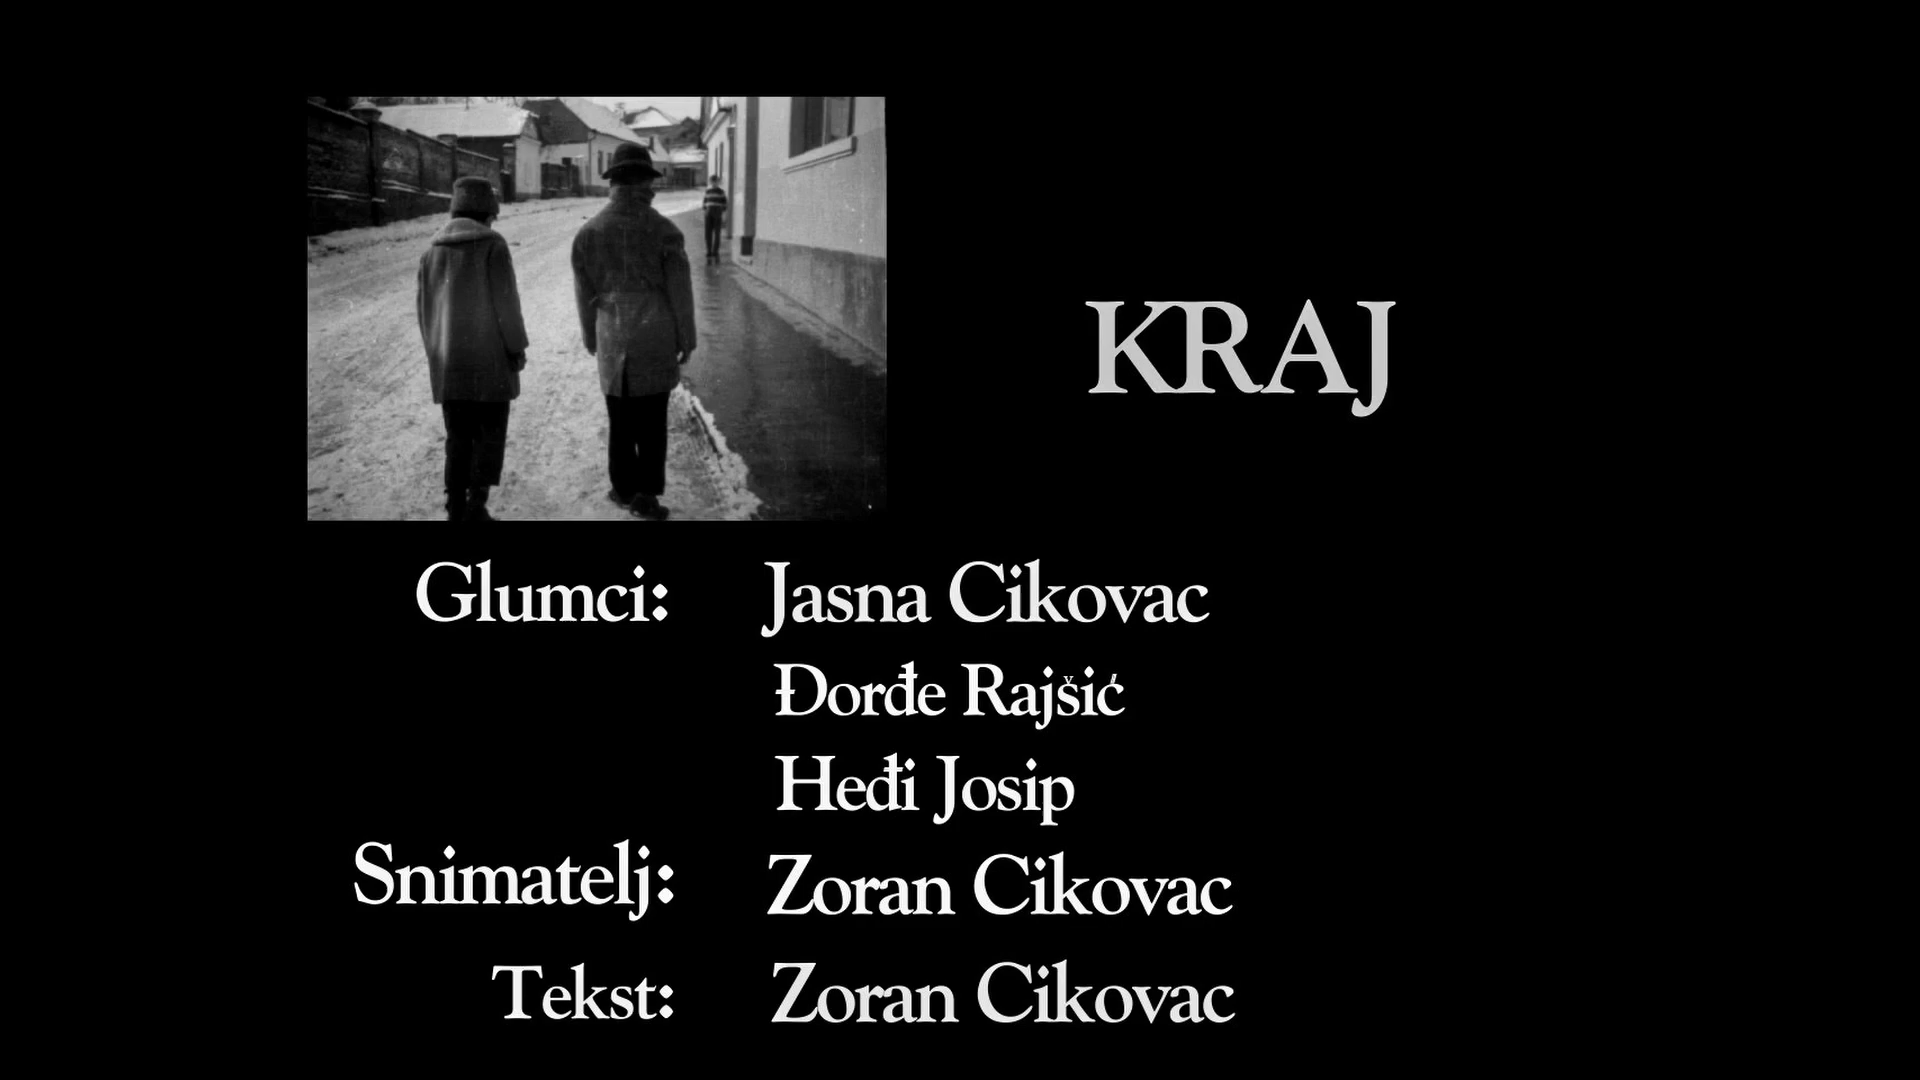 KRAJ
Glumci: Jasna Cikovac
Đorđe Rajšić
Heđi Josip
Snimatelj: Zoran Cikovac
Tekst: Zoran Cikovac